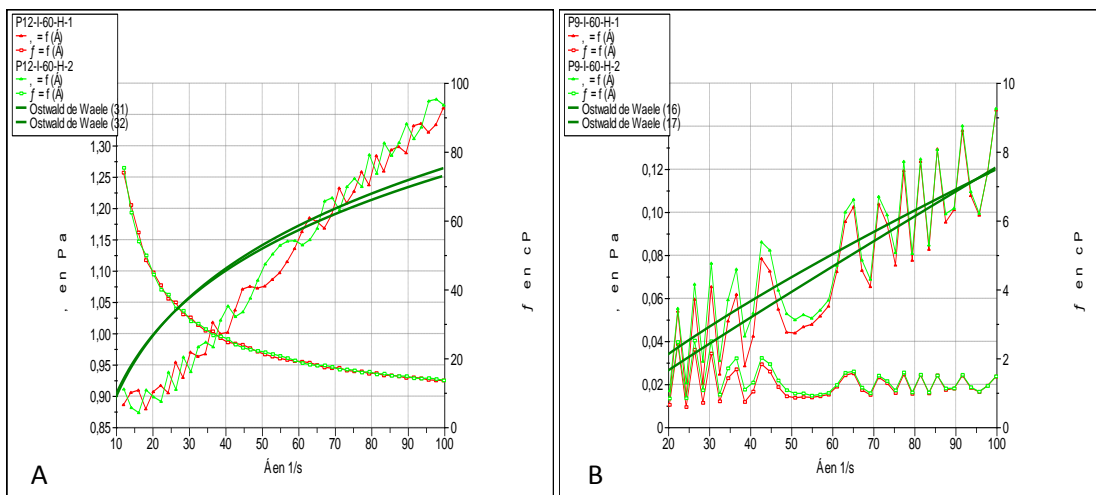 P12-I-60-H-1
‚ = f (Á)
ƒ = f (Á)
P12-I-60-H-2
‚ = f (Á)
ƒ = f (Á)
Ostwald de Waele (31)
Ostwald de Waele (32)
1,30
1,25
1,20
1,15
1,10
1,05
1,00
0,95
0,90
0,85
‚ en Pa
10 20 30 40 50 60 70 80 90 100
Á en 1/s
100
80
60
40
20
0
ƒ en cP
A
P9-I-60-H-1
‚ = f (Á)
ƒ = f (Á)
P9-I-60-H-2
‚ = f (Á)
ƒ = f (Á)
Ostwald de Waele (16)
Ostwald de Waele (17)
0,12
0,10
0,08
0,06
0,04
0,02
0
‚ en Pa
20 30 40 50 60 70 80 90 100
Á en 1/s
10
8
6
4
2
0
ƒ en cP
B